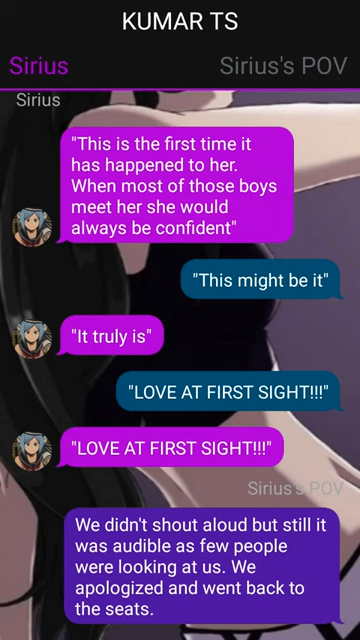 KUMAR TS
Sirius
Sirius's POV
Sirius
"This is the first time it
has happened to her.
When most of those boys
meet her she would
always be confident"
"This might be it"
"It truly is"
"LOVE AT FIRST SIGHT!!!"
"LOVE AT FIRST SIGHT!!!"
Sirius's POV
We didn't shout aloud but still it
was audible as few people
were looking at us. We
apologized and went back to
the seats.